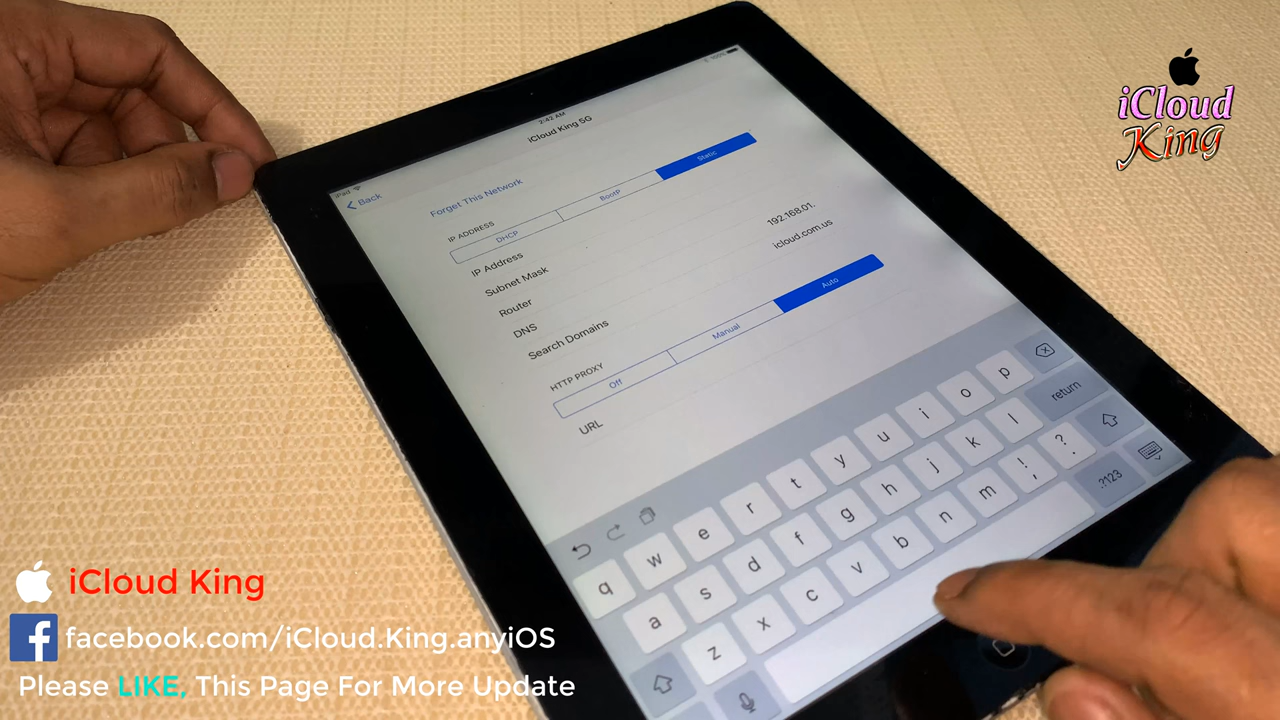 iCloud
King
iPad
2:42 AM
100%
Back
iCloud King 5G
Forget This Network
IP ADDRESS
DHCP
BootP
Static
IP Address
Subnet Mask
Router
192.168.01.
DNS
icloud.com.us
Search Domains
HTTP PROXY
Off
Manual
Auto
URL
q w e r t y u i o p
a s d f g h j k l return
z x c v b n m ! , ? .
.?123
iCloud King
facebook.com/iCloud.King.anyiOS
Please LIKE, This Page For More Update